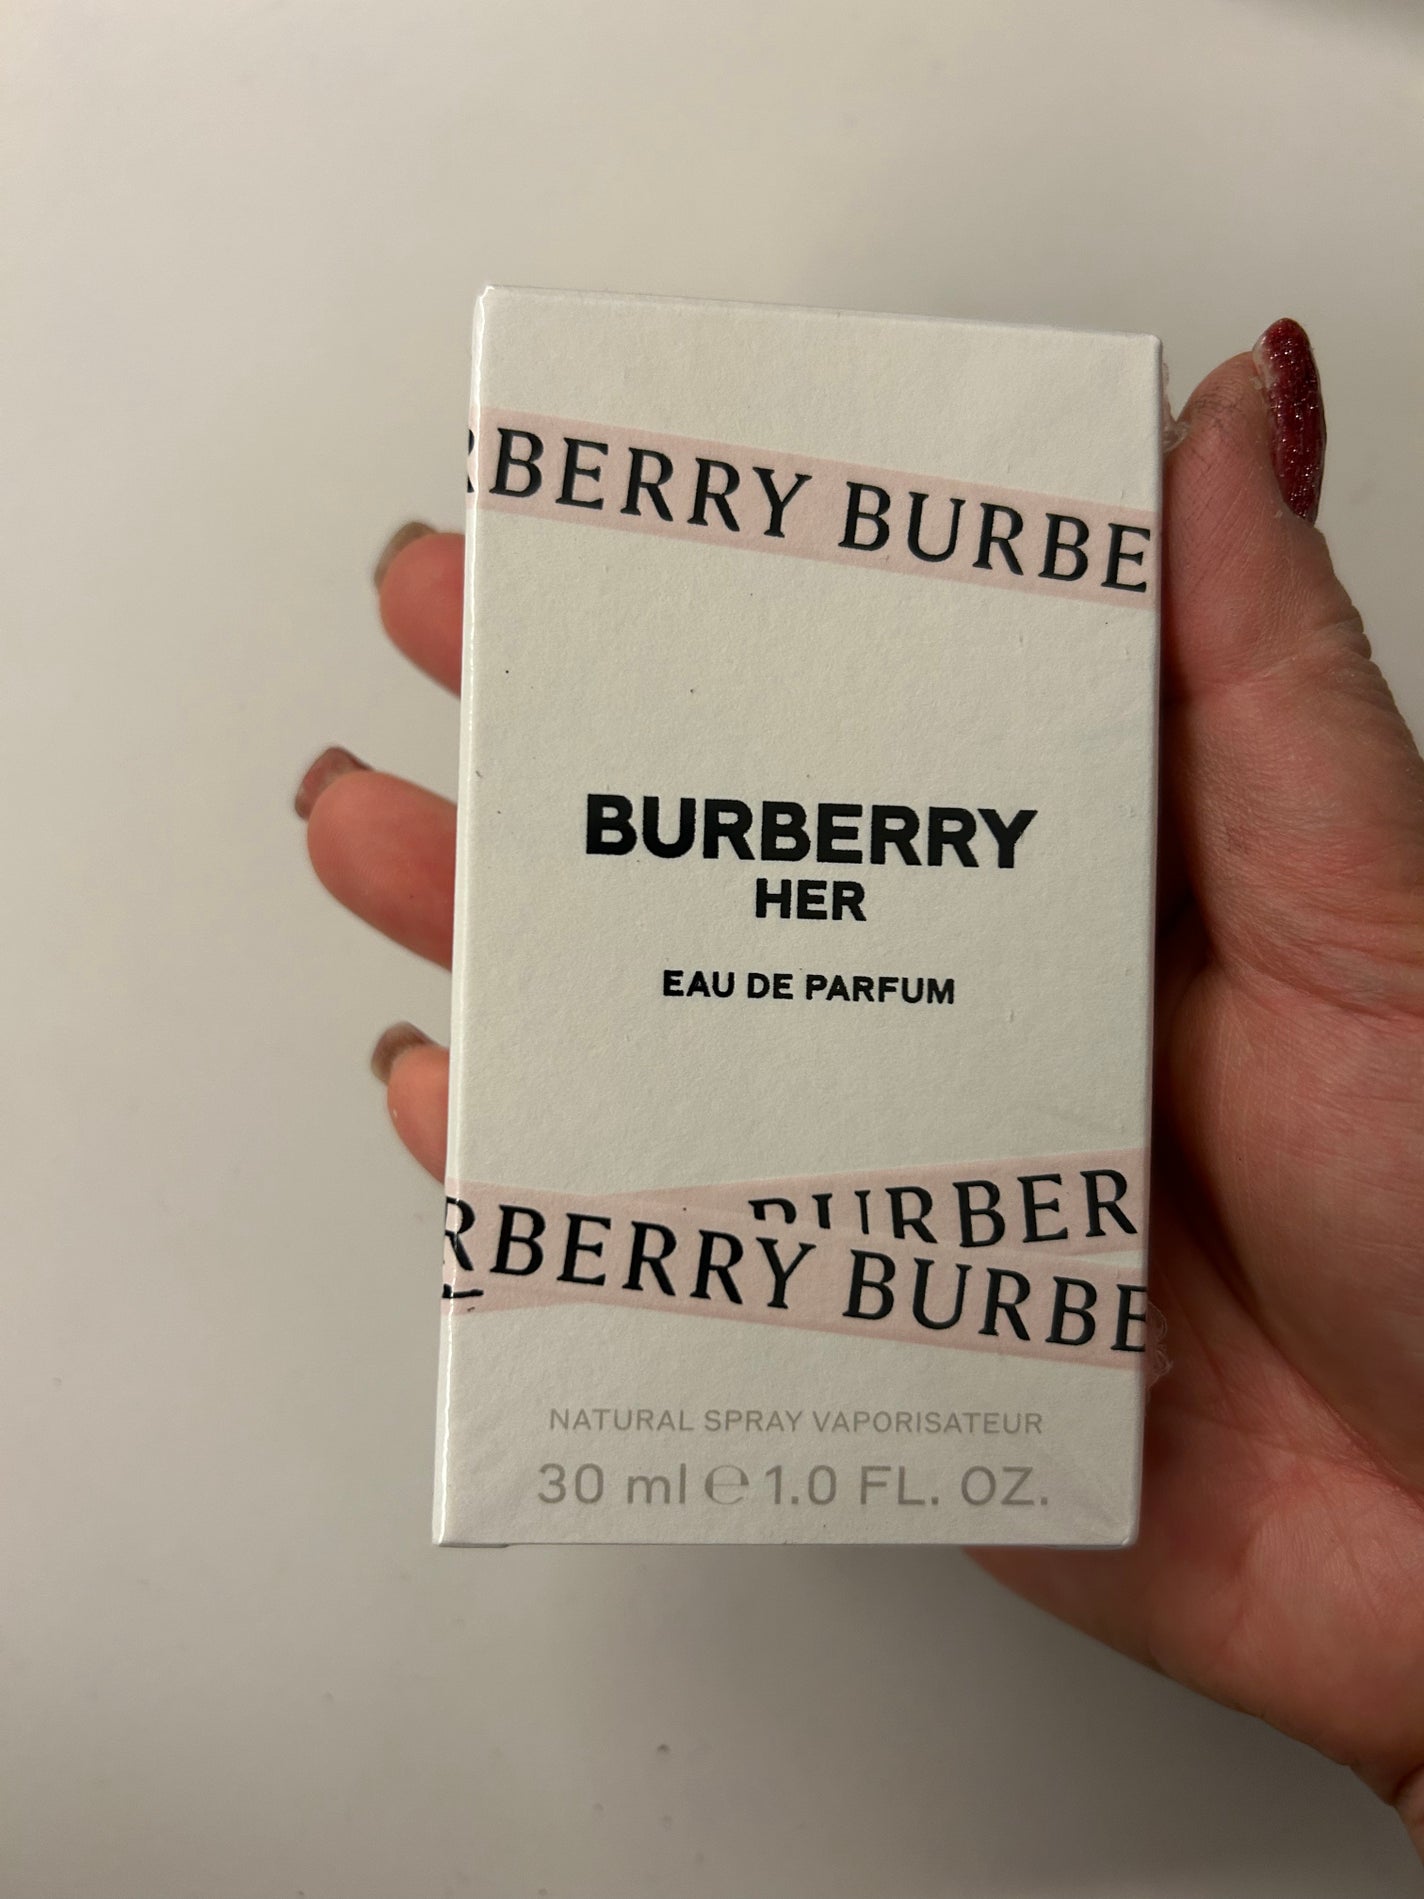 RBERRY BURBE
BURBERRY
HER
EAU DE PARFUM
BURBER
RBERRY BURBE
NATURAL SPRAY VAPORISATEUR
30 ml ℮ 1.0 FL. OZ.